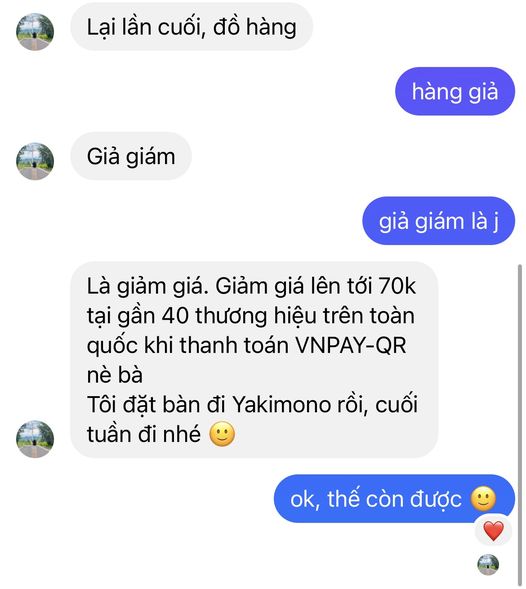 Lại lần cuối, đồ hàng
hàng giả
Giả giám
giả giám là j
Là giảm giá. Giảm giá lên tới 70k
tại gần 40 thương hiệu trên toàn
quốc khi thanh toán VNPAY-QR
nè bà
Tôi đặt bàn đi Yakimono rồi, cuối
tuần đi nhé 🙂
ok, thế còn được 🙂